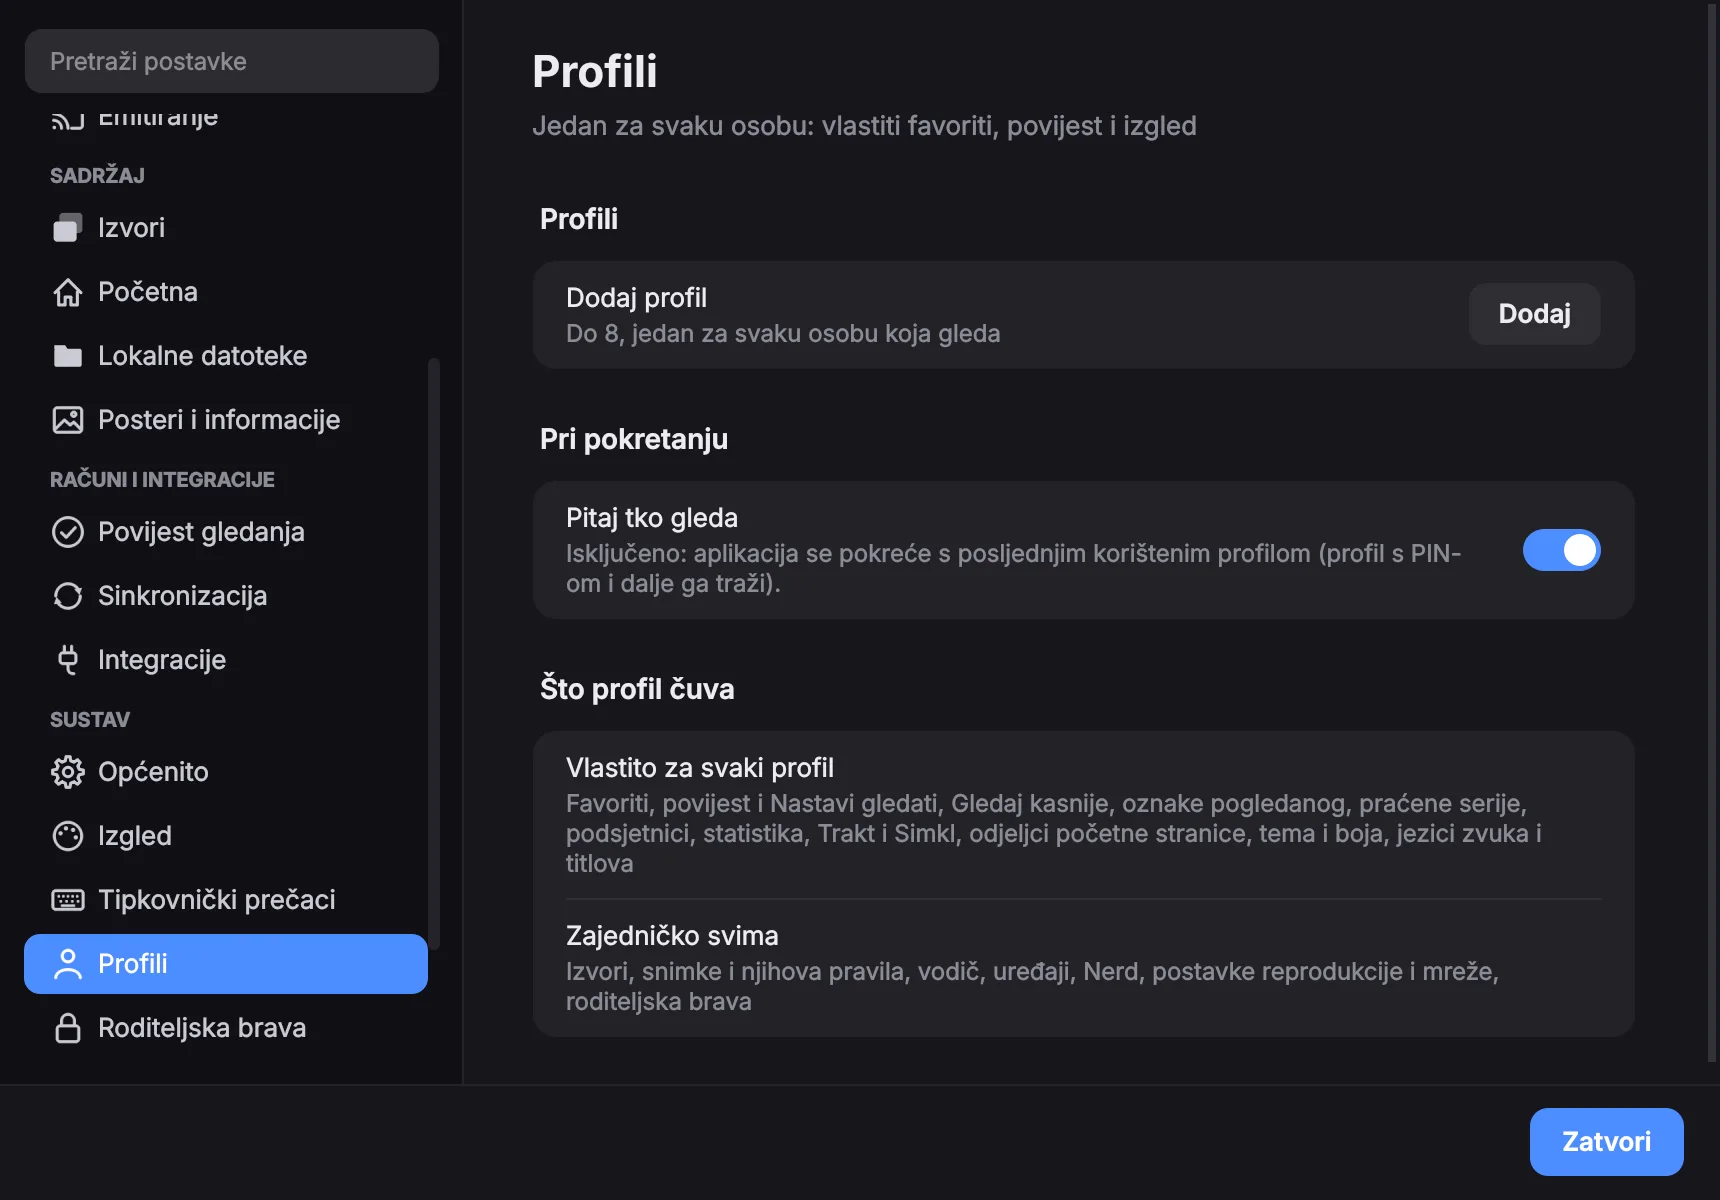 Pretraži postavke
Emitiranje
SADRŽAJ
Izvori
Početna
Lokalne datoteke
Posteri i informacije
RAČUNI I INTEGRACIJE
Povijest gledanja
Sinkronizacija
Integracije
SUSTAV
Općenito
Izgled
Tipkovnički prečaci
Profili
Roditeljska brava
Profili
Jedan za svaku osobu: vlastiti favoriti, povijest i izgled
Profili
Dodaj profil
Do 8, jedan za svaku osobu koja gleda
Dodaj
Pri pokretanju
Pitaj tko gleda
Isključeno: aplikacija se pokreće s posljednjim korištenim profilom (profil s PIN-
om i dalje ga traži).
Što profil čuva
Vlastito za svaki profil
Favoriti, povijest i Nastavi gledati, Gledaj kasnije, oznake pogledanog, praćene serije,
podsjetnici, statistika, Trakt i Simkl, odjeljci početne stranice, tema i boja, jezici zvuka i
titlova
Zajedničko svima
Izvori, snimke i njihova pravila, vodič, uređaji, Nerd, postavke reprodukcije i mreže,
roditeljska brava
Zatvori